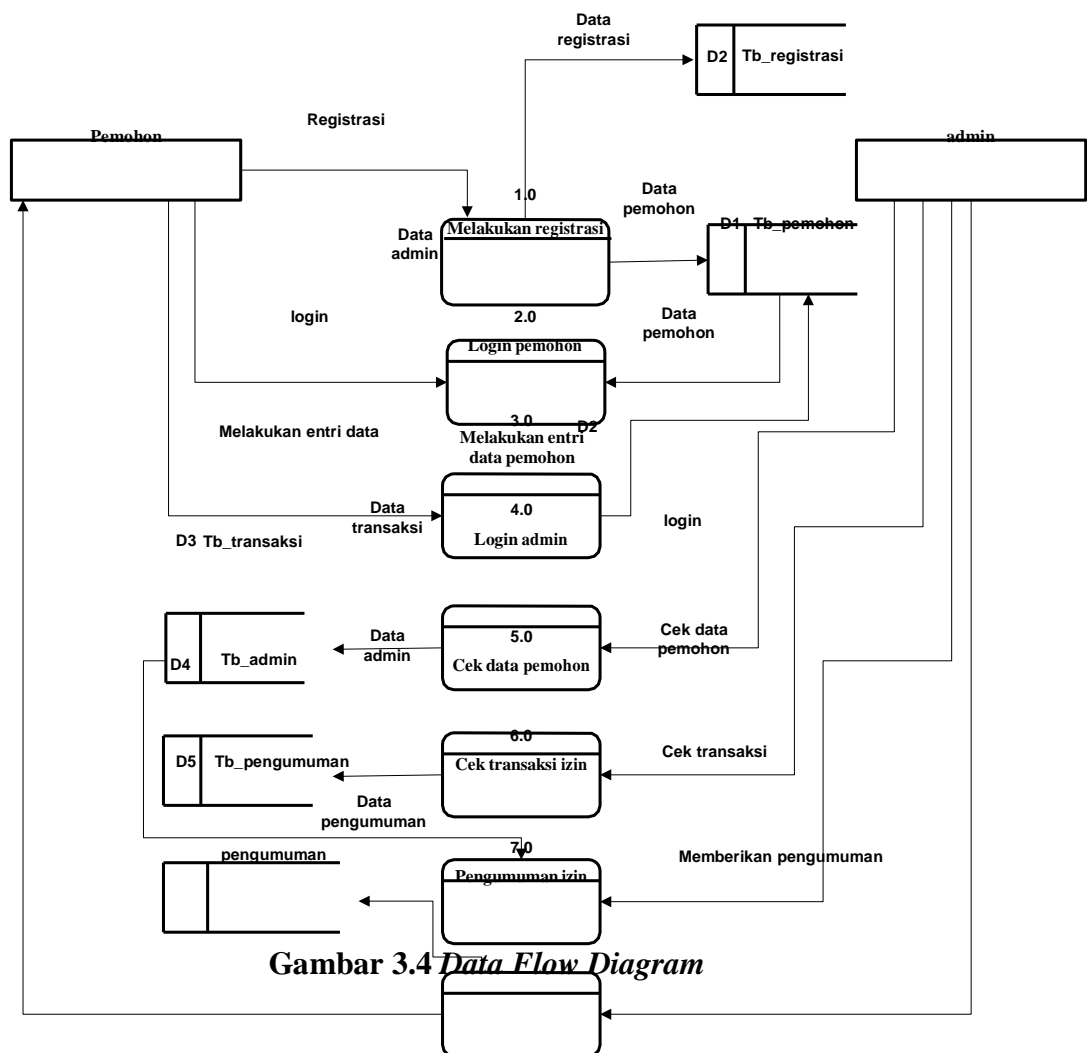 Data
registrasi
D2 Tb_registrasi
Registrasi
Pemohon
admin
1.0
Melakukan registrasi
Data
pemohon
Data
admin
D1 Tb_pemohon
login
2.0
Login pemohon
Data
pemohon
Melakukan entri data
3.0
D2
Melakukan entri
data pemohon
Data
transaksi
4.0
Login admin
login
D3 Tb_transaksi
5.0
Cek data pemohon
Data
admin
Cek data
pemohon
D4 Tb_admin
6.0
Cek transaksi izin
Cek transaksi
D5 Tb_pengumuman
Data
pengumuman
7.0
Pengumuman izin
Memberikan pengumuman
pengumuman
Gambar 3.4 Data Flow Diagram